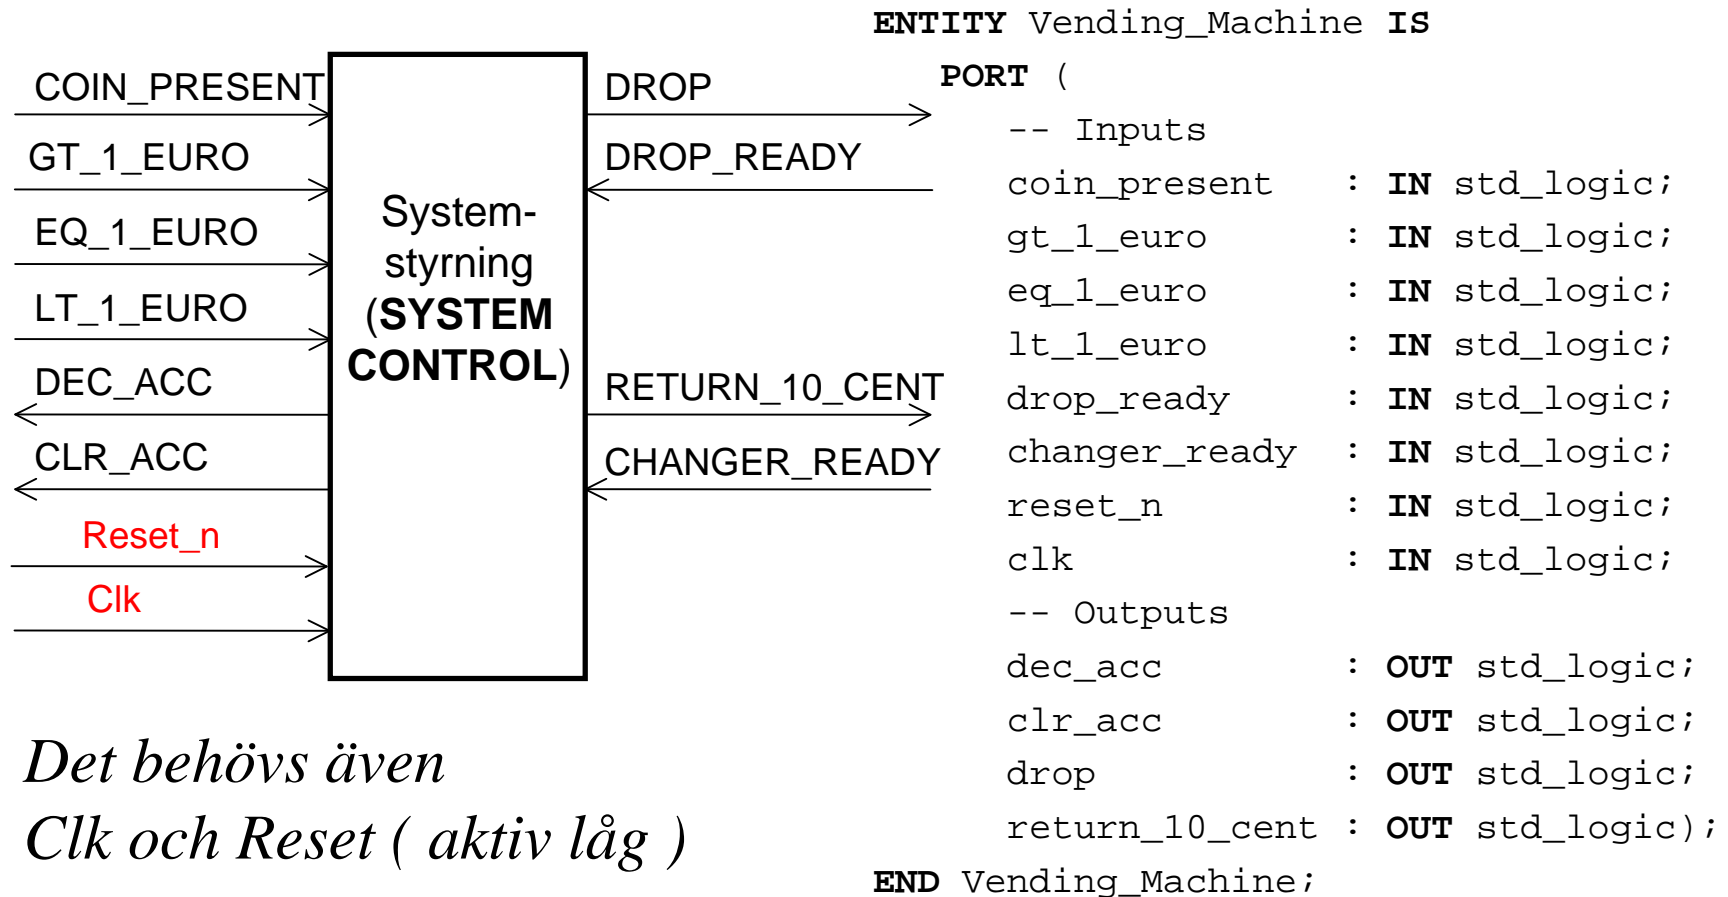 COIN_PRESENT
GT_1_EURO
EQ_1_EURO
LT_1_EURO
DEC_ACC
CLR_ACC
Reset_n
Clk
System-
styrning
(SYSTEM
CONTROL)
DROP
DROP_READY
RETURN_10_CENT
CHANGER_READY
Det behövs även
Clk och Reset ( aktiv låg )
ENTITY Vending_Machine IS
PORT (
-- Inputs
coin_present : IN std_logic;
gt_1_euro : IN std_logic;
eq_1_euro : IN std_logic;
lt_1_euro : IN std_logic;
drop_ready : IN std_logic;
changer_ready : IN std_logic;
reset_n : IN std_logic;
clk : IN std_logic;
-- Outputs
dec_acc : OUT std_logic;
clr_acc : OUT std_logic;
drop : OUT std_logic;
return_10_cent : OUT std_logic);
END Vending_Machine;